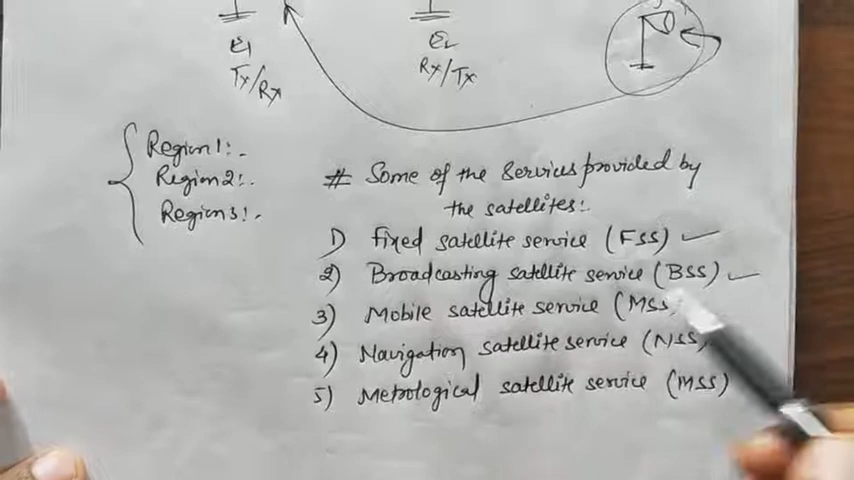 E1
Tx/Rx
E2
Rx/Tx
Region1:-
Region2:-
Region3:-
# Some of the Services provided by
the satellites:-
1) Fixed satellite service (FSS)
2) Broadcasting satellite service (BSS)
3) Mobile satellite service (MSS
4) Navigation satellite service (NSS)
5) Metrological satellite service (MSS)